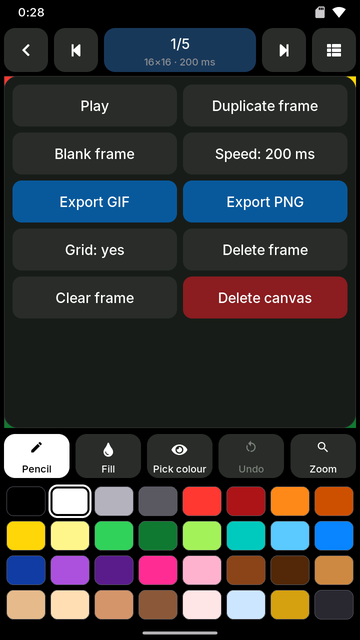 0:28
1/5
16×16 · 200 ms
Play
Duplicate frame
Blank frame
Speed: 200 ms
Export GIF
Export PNG
Grid: yes
Delete frame
Clear frame
Delete canvas
Pencil
Fill
Pick colour
Undo
Zoom